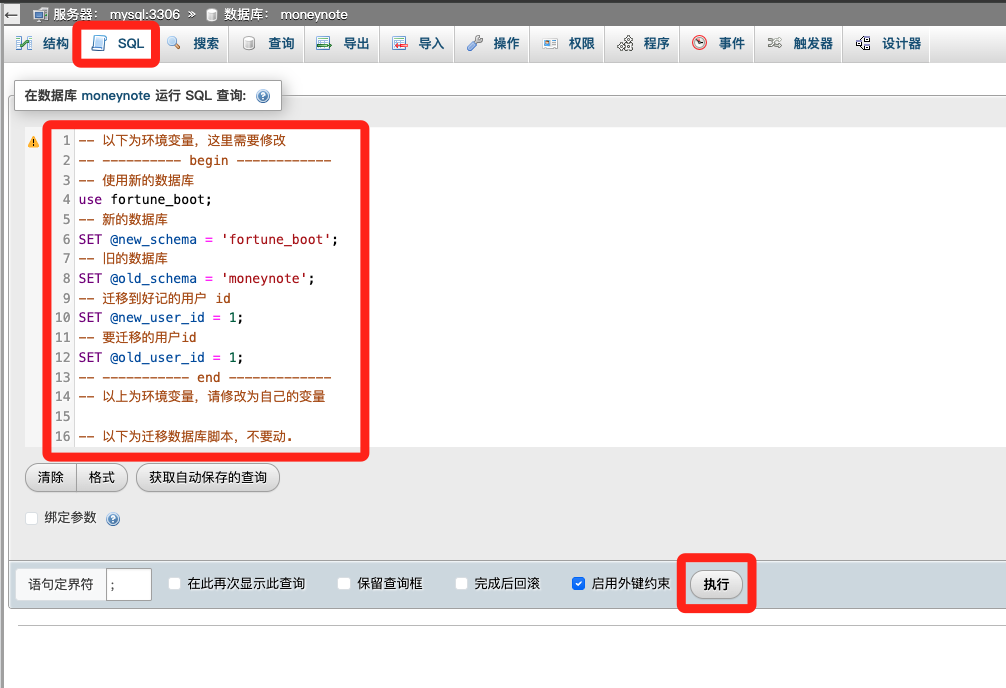 服务器： mysql:3306 » 数据库： moneynote
结构 SQL 搜索 查询 导出 导入 操作 权限 程序 事件 触发器 设计器
在数据库 moneynote 运行 SQL 查询:
1 -- 以下为环境变量，这里需要修改
2 -- ---------- begin ------------
3 -- 使用新的数据库
4 use fortune_boot;
5 -- 新的数据库
6 SET @new_schema = 'fortune_boot';
7 -- 旧的数据库
8 SET @old_schema = 'moneynote';
9 -- 迁移到好记的用户 id
10 SET @new_user_id = 1;
11 -- 要迁移的用户id
12 SET @old_user_id = 1;
13 -- ----------- end -------------
14 -- 以上为环境变量，请修改为自己的变量
15
16 -- 以下为迁移数据库脚本，不要动.
清除 格式 获取自动保存的查询
绑定参数
语句定界符 ; 在此再次显示此查询 保留查询框 完成后回滚 启用外键约束 执行